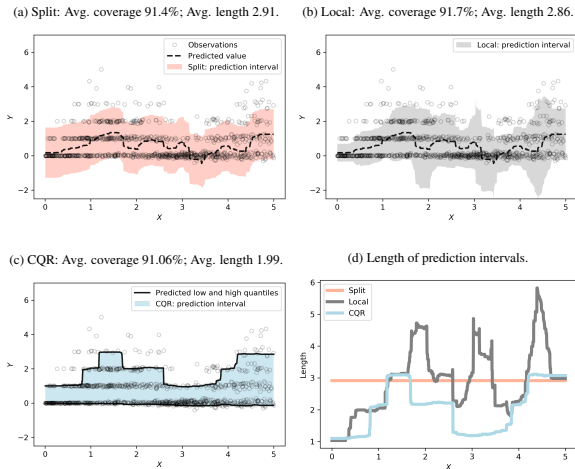 (a) Split: Avg. coverage 91.4%; Avg. length 2.91.
Observations
Predicted value
Split: prediction interval
6
4
2
0
−2
Y
0 1 2 3 4 5
X
(b) Local: Avg. coverage 91.7%; Avg. length 2.86.
Local: prediction interval
6
4
2
0
−2
Y
0 1 2 3 4 5
X
(c) CQR: Avg. coverage 91.06%; Avg. length 1.99.
Predicted low and high quantiles
CQR: prediction interval
6
4
2
0
−2
Y
0 1 2 3 4 5
X
(d) Length of prediction intervals.
Split
Local
CQR
6
5
4
3
2
1
Length
0 1 2 3 4 5
X